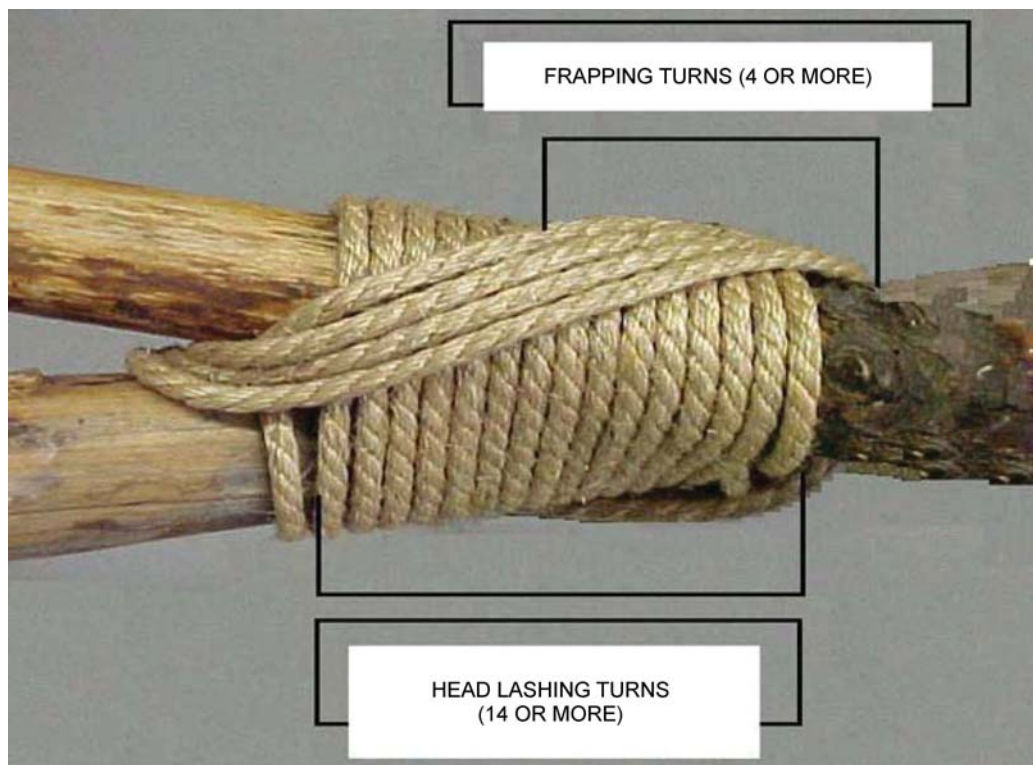 FRAPPING TURNS (4 OR MORE)
HEAD LASHING TURNS
(14 OR MORE)